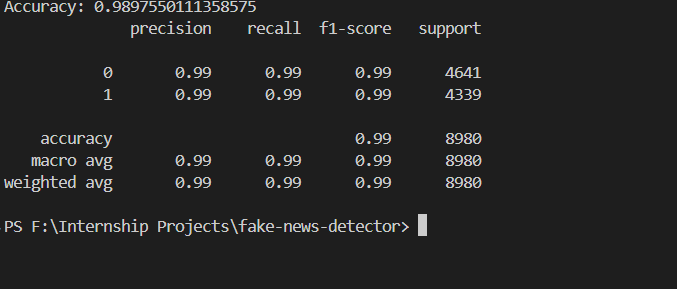 Accuracy: 0.9897550111358575
precision recall f1-score support
0 0.99 0.99 0.99 4641
1 0.99 0.99 0.99 4339
accuracy 0.99 8980
macro avg 0.99 0.99 0.99 8980
weighted avg 0.99 0.99 0.99 8980
PS F:\Internship Projects\fake-news-detector>